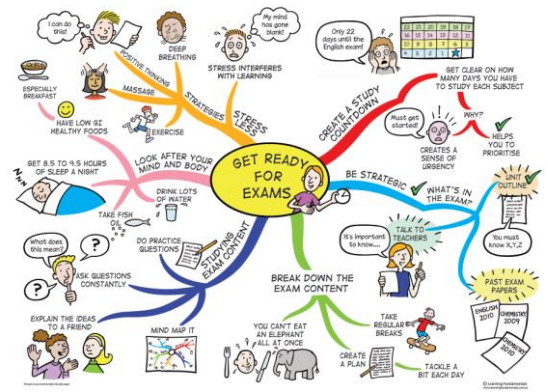 GET READY
FOR
EXAMS
CREATE A STUDY
COUNTDOWN
Only 22
days until the
English exam!
GET CLEAR ON HOW
MANY DAYS YOU HAVE
TO STUDY EACH SUBJECT
WHY?
Must get
started!
CREATES A
SENSE OF
URGENCY
HELPS
YOU TO
PRIORITISE
BE STRATEGIC
WHAT'S IN
THE EXAM?
UNIT
OUTLINE
You must
know X,Y,Z
TALK TO
TEACHERS
It's important
to know...
PAST EXAM
PAPERS
ENGLISH
2010
CHEMISTRY
2009
CHEMISTRY
2010
BREAK DOWN THE
EXAM CONTENT
TAKE
REGULAR
BREAKS
CREATE
A PLAN
TACKLE A
BIT EACH DAY
YOU CAN'T EAT
AN ELEPHANT
ALL AT ONCE
STUDYING
EXAM CONTENT
DO PRACTICE
QUESTIONS
What does
this mean?
?
?
ASK QUESTIONS
CONSTANTLY
EXPLAIN THE IDEAS
TO A FRIEND
MIND MAP IT
LOOK AFTER YOUR
MIND AND BODY
HAVE LOW GI
HEALTHY FOODS
ESPECIALLY
BREAKFAST
GET 8.5 TO 9.5 HOURS
OF SLEEP A NIGHT
TAKE FISH
OIL
DRINK LOTS
OF WATER
STRESS
LESS
STRATEGIES
POSITIVE THINKING
I can do
this!
MASSAGE
DEEP
BREATHING
EXERCISE
STRESS INTERFERES
WITH LEARNING
My mind
has gone
blank!
© Learning Fundamentals